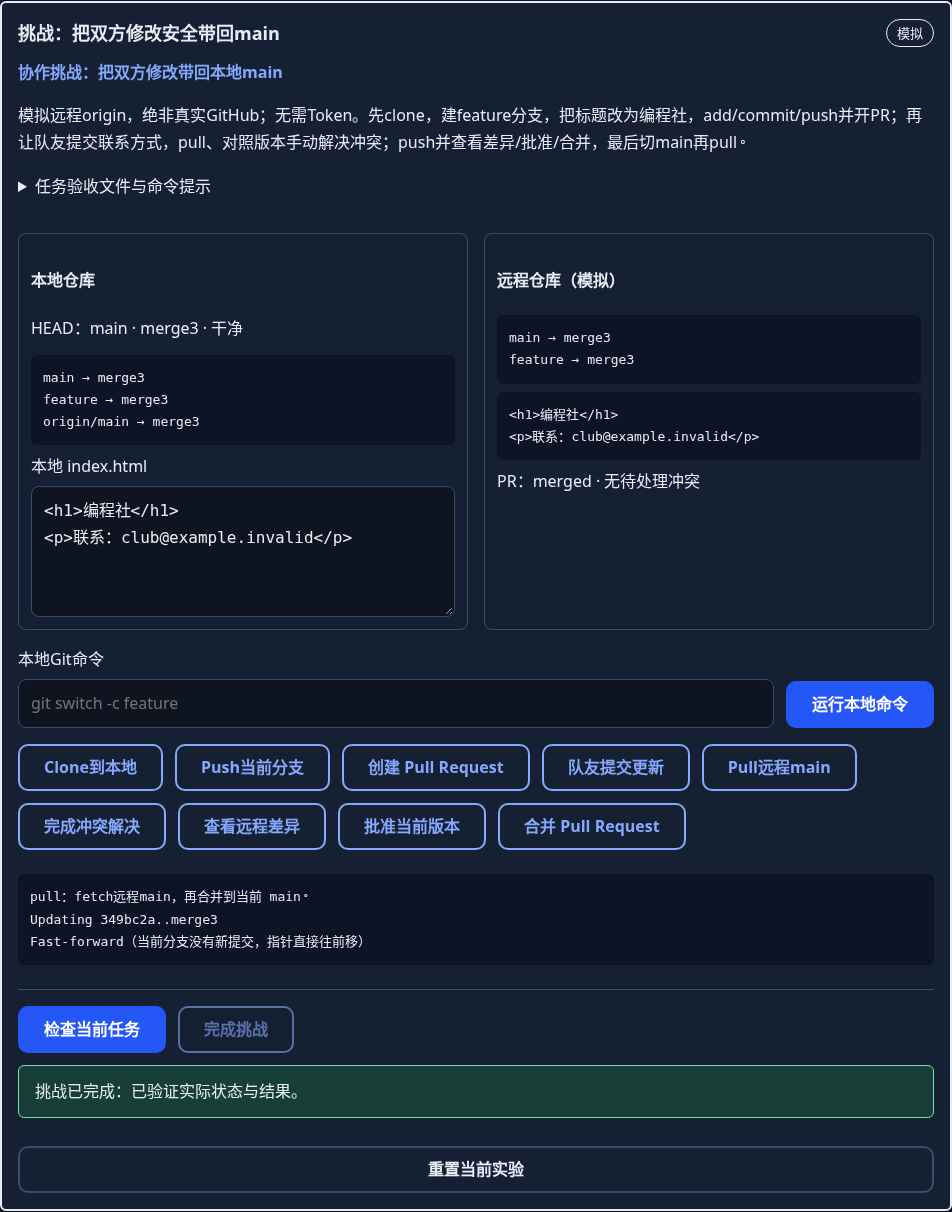 挑战：把双方修改安全带回main
模拟
协作挑战：把双方修改带回本地main
模拟远程origin，绝非真实GitHub；无需Token。先clone，建feature分支，把标题改为编程社，add/commit/push并开PR；再
让队友提交联系方式，pull、对照版本手动解决冲突；push并查看差异/批准/合并，最后切main再pull。
▶ 任务验收文件与命令提示
本地仓库
HEAD：main · merge3 · 干净
main → merge3
feature → merge3
origin/main → merge3
本地 index.html
<h1>编程社</h1>
<p>联系：club@example.invalid</p>
远程仓库（模拟）
main → merge3
feature → merge3
<h1>编程社</h1>
<p>联系：club@example.invalid</p>
PR：merged · 无待处理冲突
本地Git命令
git switch -c feature
运行本地命令
Clone到本地
Push当前分支
创建 Pull Request
队友提交更新
Pull远程main
完成冲突解决
查看远程差异
批准当前版本
合并 Pull Request
pull：fetch远程main，再合并到当前 main。
Updating 349bc2a..merge3
Fast-forward（当前分支没有新提交，指针直接往前移）
检查当前任务
完成挑战
挑战已完成：已验证实际状态与结果。
重置当前实验